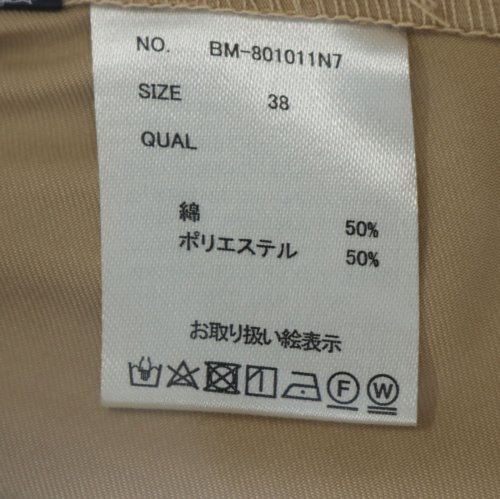 NO. BM-801011N7
SIZE 38
QUAL
綿 50%
ポリエステル 50%
お取り扱い絵表示
F W